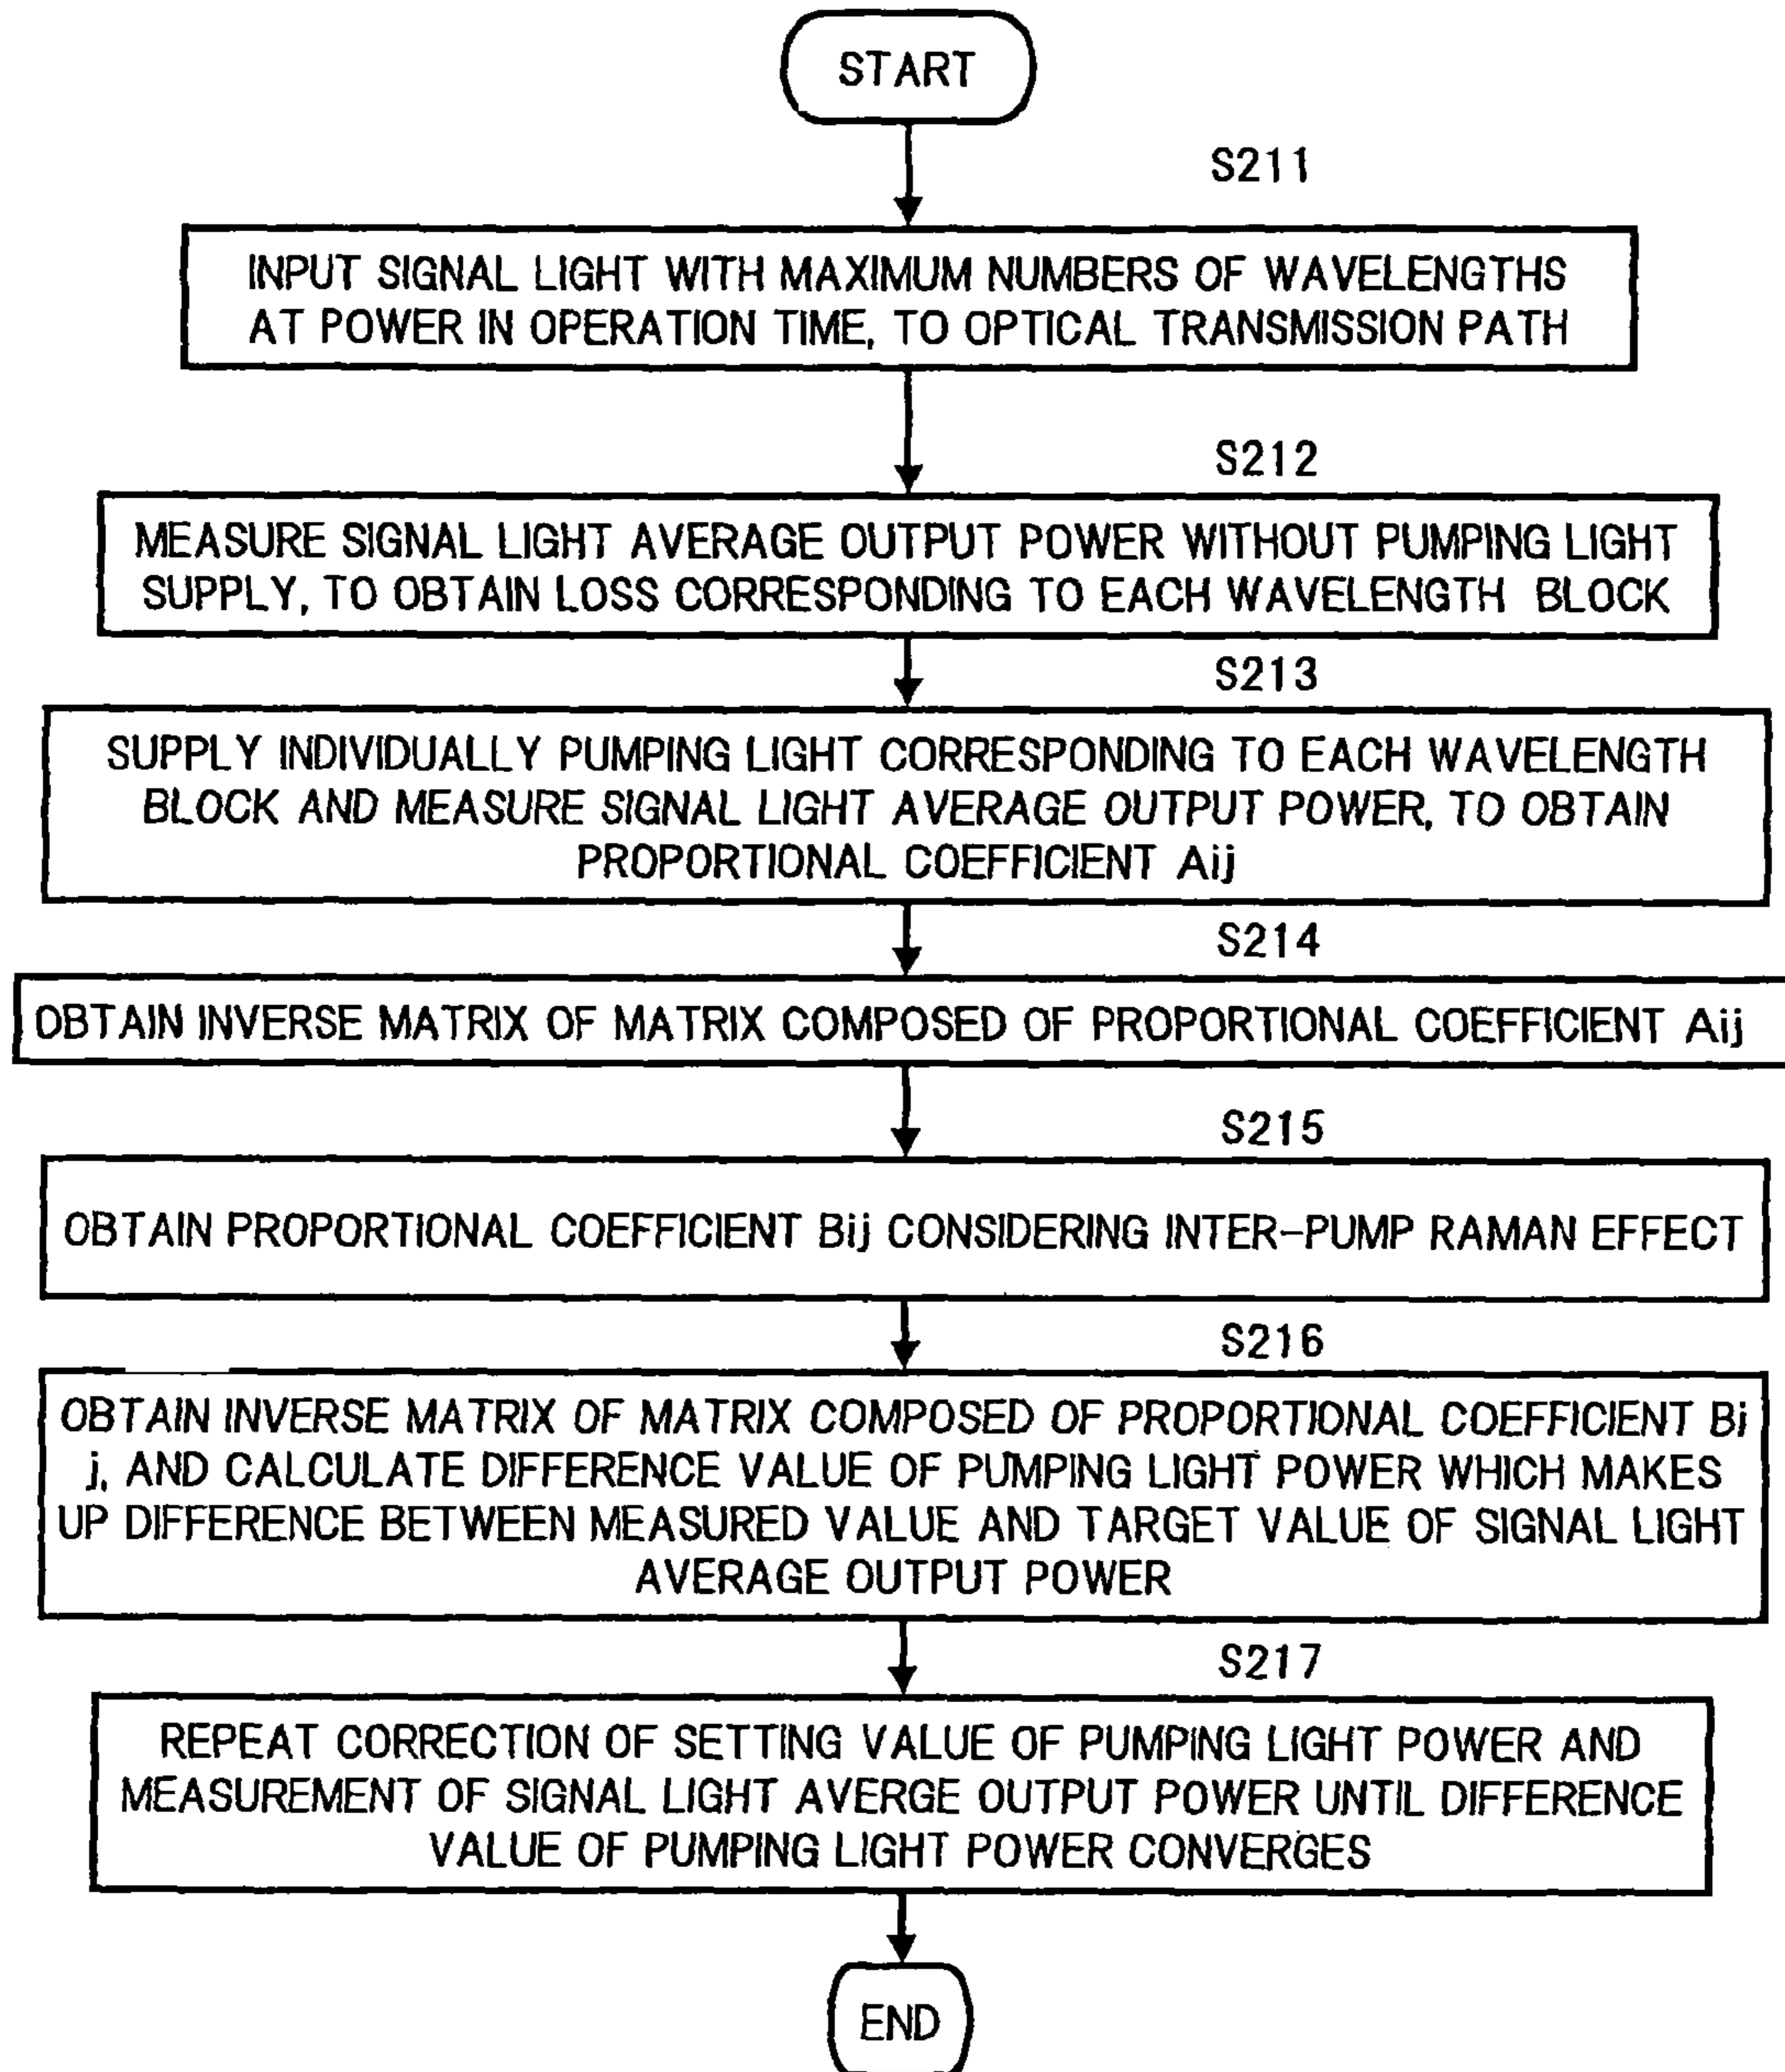 START
S211
INPUT SIGNAL LIGHT WITH MAXIMUM NUMBERS OF WAVELENGTHS
AT POWER IN OPERATION TIME, TO OPTICAL TRANSMISSION PATH
S212
MEASURE SIGNAL LIGHT AVERAGE OUTPUT POWER WITHOUT PUMPING LIGHT
SUPPLY, TO OBTAIN LOSS CORRESPONDING TO EACH WAVELENGTH BLOCK
S213
SUPPLY INDIVIDUALLY PUMPING LIGHT CORRESPONDING TO EACH WAVELENGTH
BLOCK AND MEASURE SIGNAL LIGHT AVERAGE OUTPUT POWER, TO OBTAIN
PROPORTIONAL COEFFICIENT Aij
S214
OBTAIN INVERSE MATRIX OF MATRIX COMPOSED OF PROPORTIONAL COEFFICIENT Aij
S215
OBTAIN PROPORTIONAL COEFFICIENT Bij CONSIDERING INTER-PUMP RAMAN EFFECT
S216
OBTAIN INVERSE MATRIX OF MATRIX COMPOSED OF PROPORTIONAL COEFFICIENT Bi
j, AND CALCULATE DIFFERENCE VALUE OF PUMPING LIGHT POWER WHICH MAKES
UP DIFFERENCE BETWEEN MEASURED VALUE AND TARGET VALUE OF SIGNAL LIGHT
AVERAGE OUTPUT POWER
S217
REPEAT CORRECTION OF SETTING VALUE OF PUMPING LIGHT POWER AND
MEASUREMENT OF SIGNAL LIGHT AVERGE OUTPUT POWER UNTIL DIFFERENCE
VALUE OF PUMPING LIGHT POWER CONVERGES
END